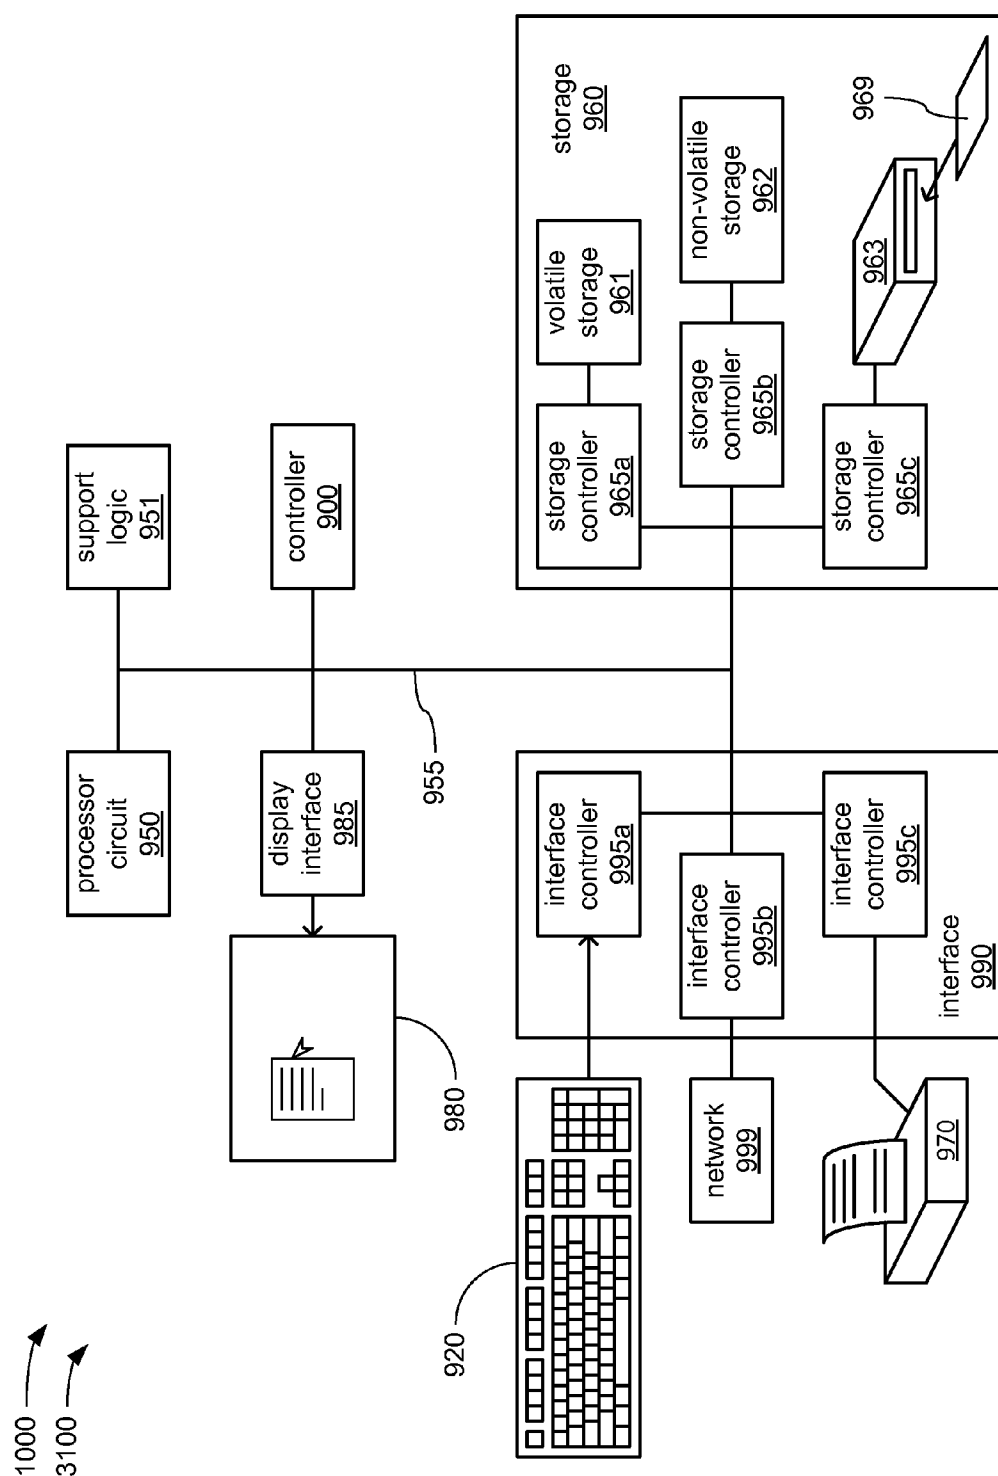 1000
3100
processor
circuit
950
support
logic
951
display
interface
985
controller
900
980
955
920
interface
controller
995a
network
999
interface
controller
995b
970
interface
controller
995c
interface
990
storage
controller
965a
volatile
storage
961
storage
960
storage
controller
965b
non-volatile
storage
962
storage
controller
965c
963
969